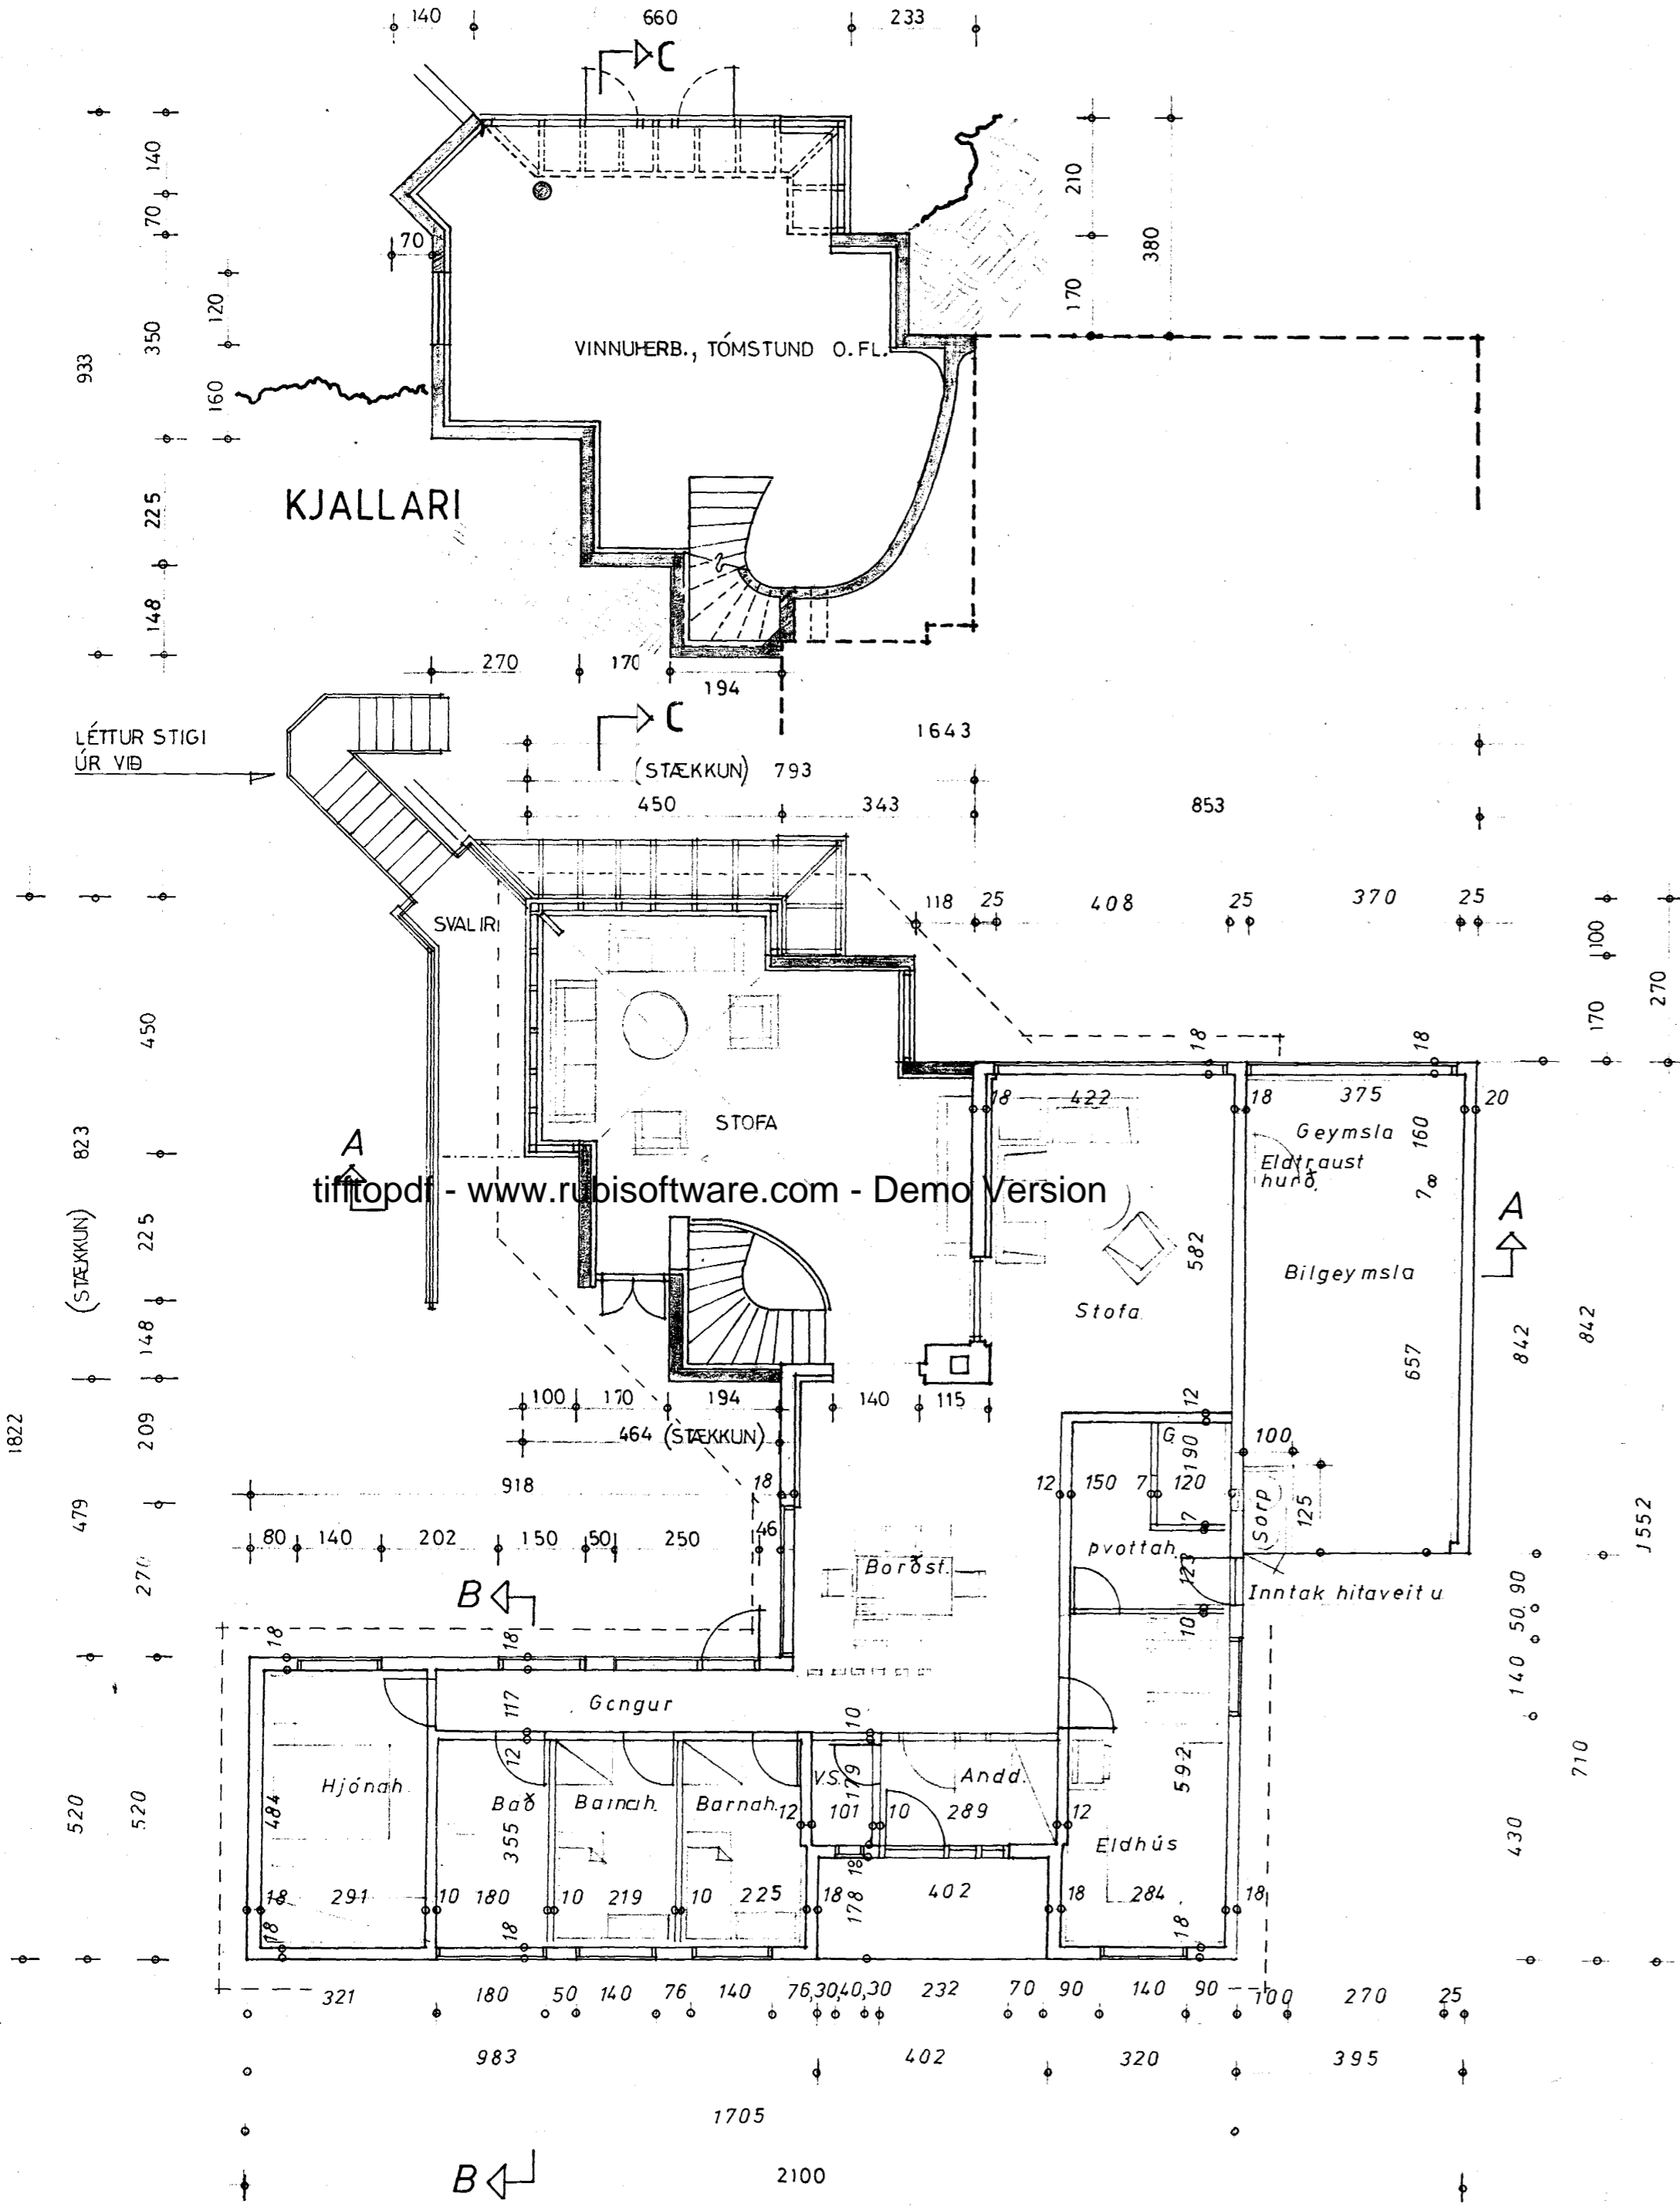 140 660 233
C
140
70
70
120
350
933
160
225
148
210
380
170
VINNUHERB., TÓMSTUND O.FL.
KJALLARI
270 170
194
C
1643
(STÆKKUN) 793
450 343 853
LÉTTUR STIGI
ÚR VIÐ
118 25 408 25 370 25
SVALIR
100
270
170
450
18 18
18 422 18 375 20
STOFA
Geymsla 160
Eldtraust
hurð.
823
(STÆKKUN)
A
tifftopdf - www.rubisoftware.com - Demo Version
A
225
582
Bílgeymsla
Stofa
148
842
842
657
100 170 194 140 115
12
464 (STÆKKUN)
1822
209
G
190
100
918 18
12 150 7 120
Sorp
125
479
80 140 202 150 50 250 46
7
1552
þvottah.
270
Borðst.
123
Inntak hitaveitu
90
50
B
10
18 18
140
Gangur
117
10
12
592
710
Hjónah.
V.S.
179
Andd.
Bað
Barnah.
Barnah.
12 101 10 289 12
484
355
520
520
Eldhús
430
18 291 10 180 10 219 10 225 18 402 18 284 18
18
178
18 18 18
321 180 50 140 76 140 76,30,40,30 232 70 90 140 90 100 270 25
983 402 320 395
1705
B
2100